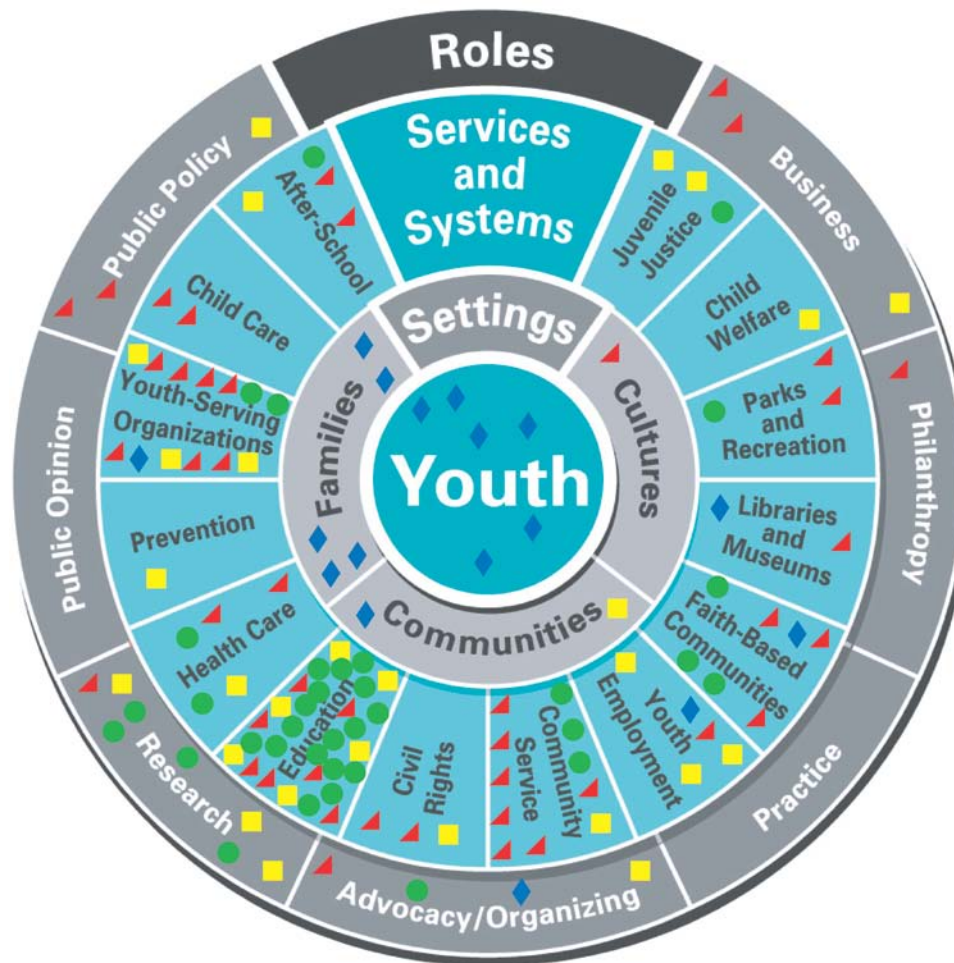 Roles
Services
and
Systems
Settings
Youth
Families
Cultures
Communities
Public Policy
Business
Philanthropy
Practice
Advocacy/Organizing
Research
Public Opinion
After-School
Juvenile
Justice
Child
Welfare
Parks
and
Recreation
Libraries
and
Museums
Faith-Based
Communities
Youth
Employment
Community
Service
Civil
Rights
Education
Health Care
Prevention
Youth-Serving
Organizations
Child Care